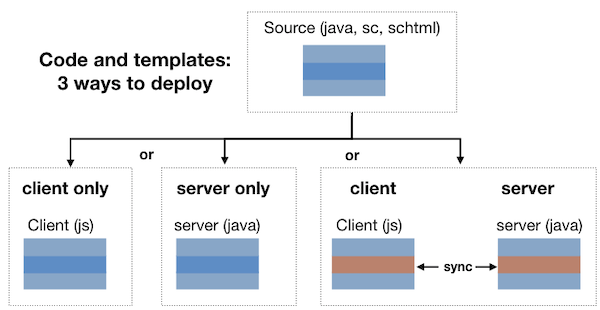 Source (java, sc, schtml)
Code and templates:
3 ways to deploy
or
or
client only
server only
client
server
Client (js)
server (java)
Client (js)
server (java)
sync